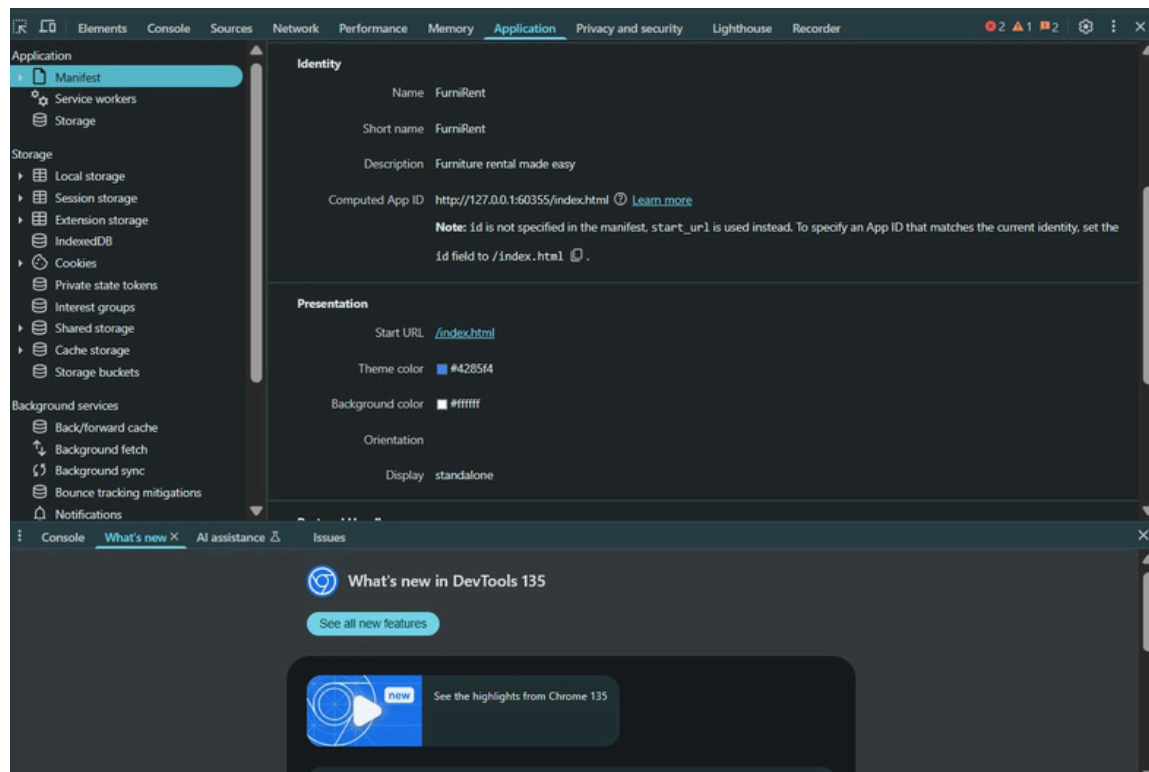 Elements Console Sources Network Performance Memory Application Privacy and security Lighthouse Recorder 2 1 2
Application
Manifest
Service workers
Storage
Storage
Local storage
Session storage
Extension storage
IndexedDB
Cookies
Private state tokens
Interest groups
Shared storage
Cache storage
Storage buckets
Background services
Back/forward cache
Background fetch
Background sync
Bounce tracking mitigations
Notifications
Identity
Name FurniRent
Short name FurniRent
Description Furniture rental made easy
Computed App ID http://127.0.0.1:60355/index.html Learn more
Note: id is not specified in the manifest, start_url is used instead. To specify an App ID that matches the current identity, set the
id field to /index.html .
Presentation
Start URL /index.html
Theme color #4285f4
Background color #ffffff
Orientation
Display standalone
Console What's new AI assistance Issues
What's new in DevTools 135
See all new features
new See the highlights from Chrome 135